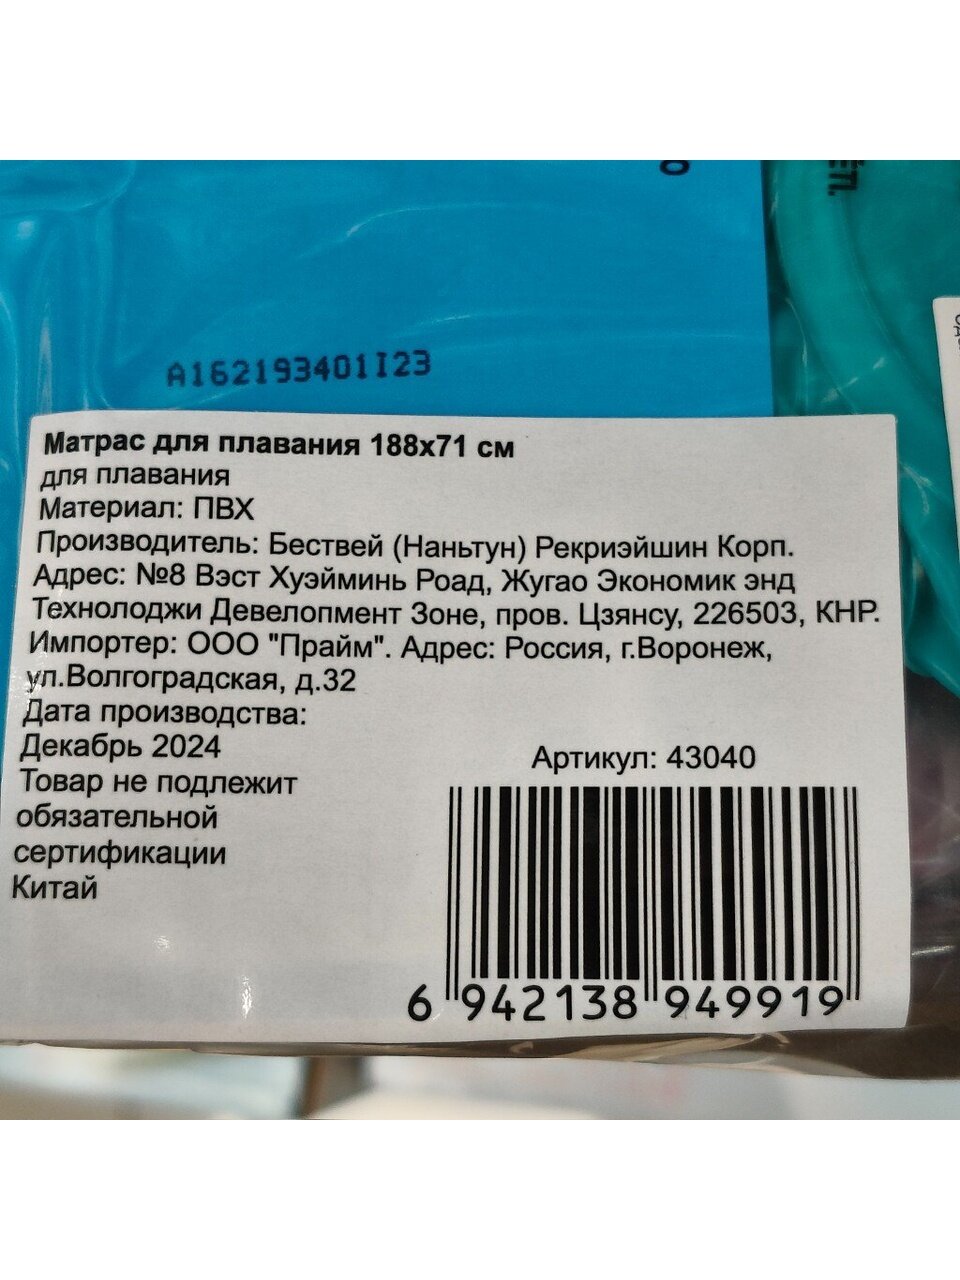 A162193401I23
Матрас для плавания 188х71 см
для плавания
Материал: ПВХ
Производитель: Бествей (Наньтун) Рекриэйшин Корп.
Адрес: №8 Вэст Хуэйминь Роад, Жугао Экономик энд
Технолоджи Девелопмент Зоне, пров. Цзянсу, 226503, КНР.
Импортер: ООО "Прайм". Адрес: Россия, г.Воронеж,
ул.Волгоградская, д.32
Дата производства:
Декабрь 2024
Товар не подлежит
обязательной
сертификации
Китай
Артикул: 43040
6 942138 949919